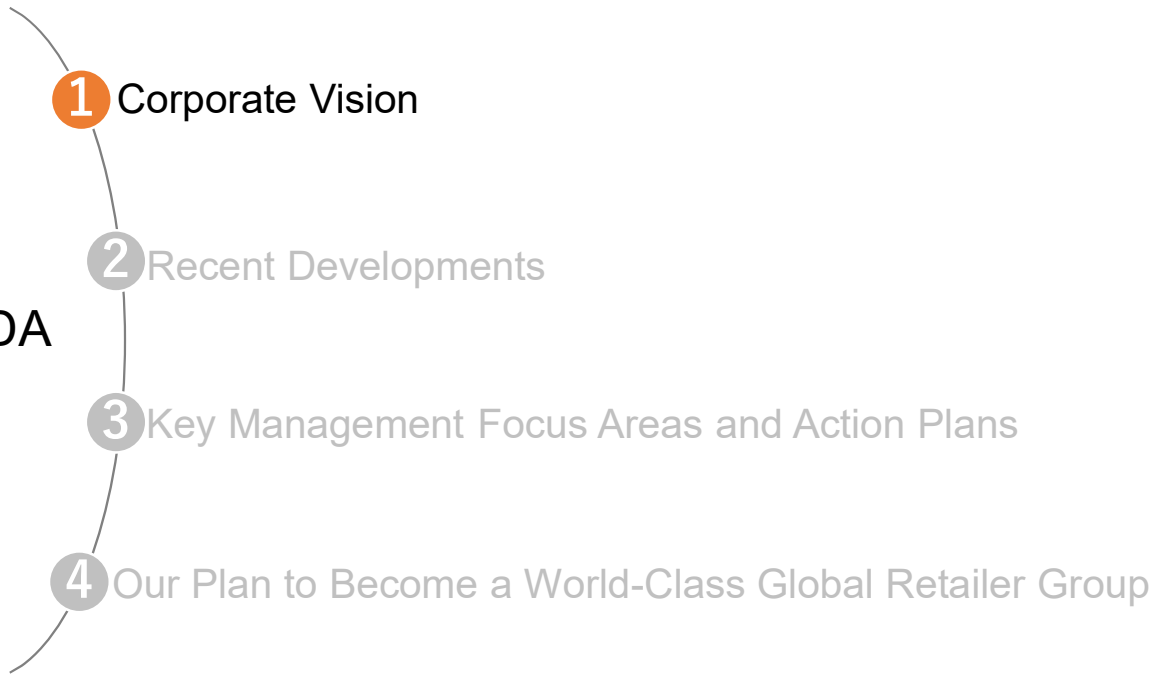 1 Corporate Vision
2 Recent Developments
DA
3 Key Management Focus Areas and Action Plans
4 Our Plan to Become a World-Class Global Retailer Group